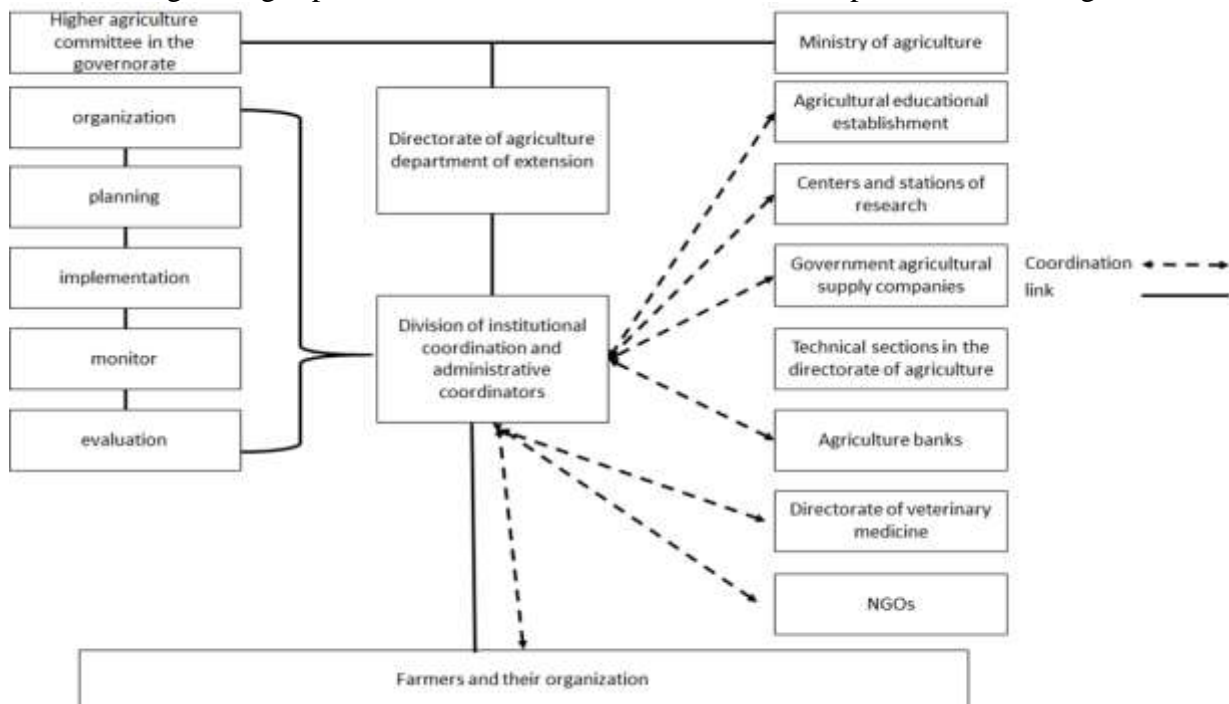 Higher agriculture
committee in the
governorate
Ministry of agriculture
organization
planning
implementation
monitor
evaluation
Directorate of agriculture
department of extension
Division of institutional
coordination and
administrative
coordinators
Agricultural educational
establishment
Centers and stations of
research
Government agricultural
supply companies
Technical sections in the
directorate of agriculture
Agriculture banks
Directorate of veterinary
medicine
NGOs
Coordination
link
Farmers and their organization